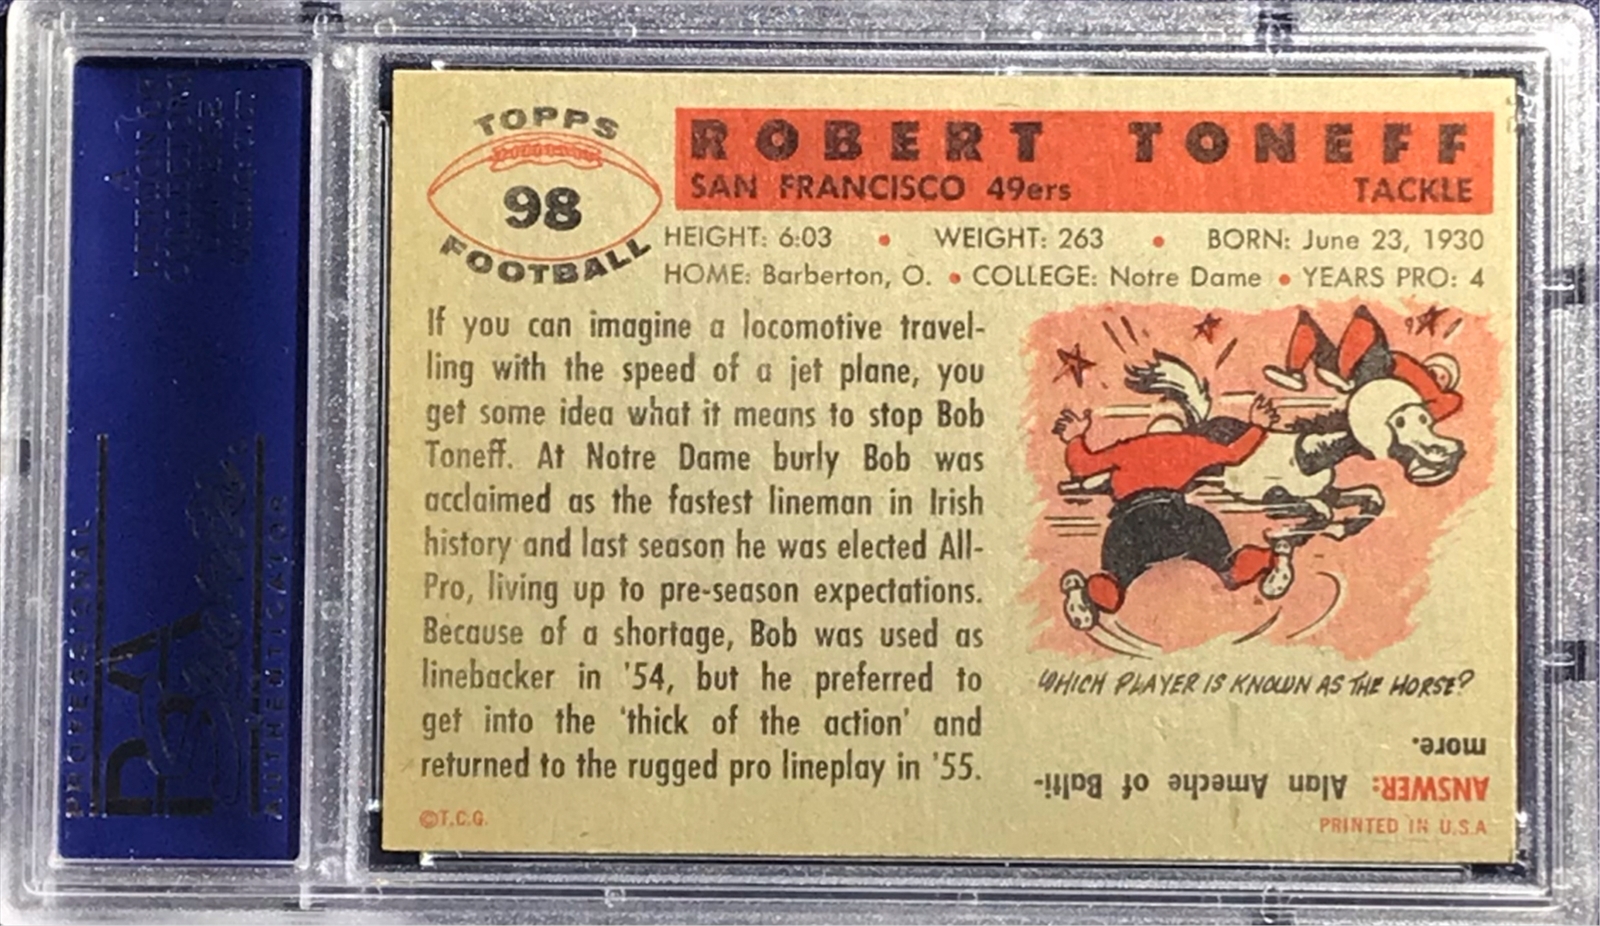 TOPPS
98
FOOTBALL
ROBERT TONEFF
SAN FRANCISCO 49ers TACKLE
HEIGHT: 6:03 • WEIGHT: 263 • BORN: June 23, 1930
HOME: Barberton, O. • COLLEGE: Notre Dame • YEARS PRO: 4
If you can imagine a locomotive travel-
ling with the speed of a jet plane, you
get some idea what it means to stop Bob
Toneff. At Notre Dame burly Bob was
acclaimed as the fastest lineman in Irish
history and last season he was elected All-
Pro, living up to pre-season expectations.
Because of a shortage, Bob was used as
linebacker in '54, but he preferred to
get into the 'thick of the action' and
returned to the rugged pro lineplay in '55.
©T.C.G.
WHICH PLAYER IS KNOWN AS THE HORSE?
ANSWER: Alan Ameche of Balti-
more.
PRINTED IN U.S.A
PROFESSIONAL
PSA
AUTHENTICATOR